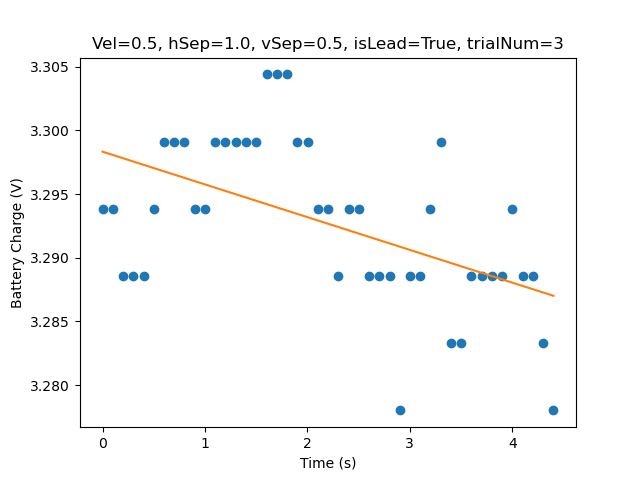 Vel=0.5, hSep=1.0, vSep=0.5, isLead=True, trialNum=3
3.305
3.300
3.295
3.290
3.285
3.280
Battery Charge (V)
0 1 2 3 4
Time (s)